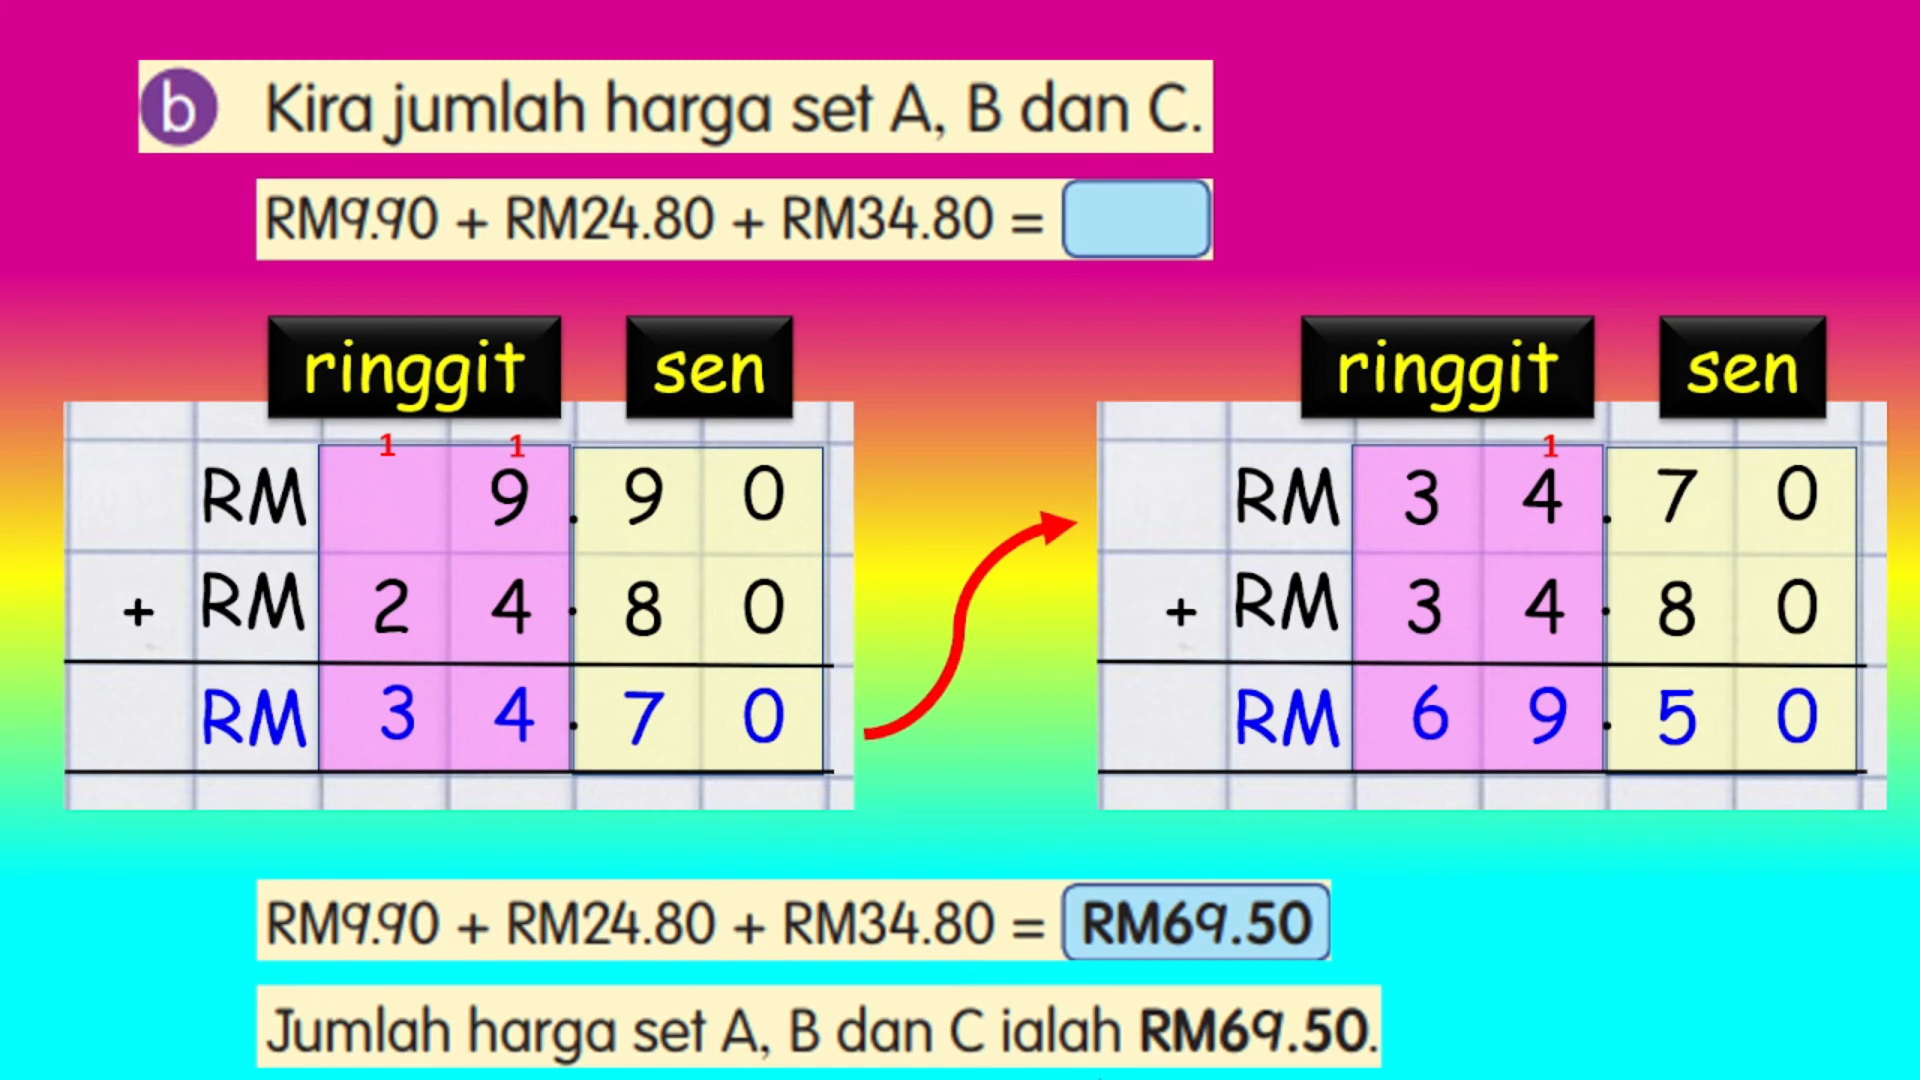 b Kira jumlah harga set A, B dan C.
RM9.90 + RM24.80 + RM34.80 =
ringgit sen
1 1
RM 9 . 9 0
+ RM 2 4 . 8 0
RM 3 4 . 7 0
ringgit sen
1
RM 3 4 . 7 0
+ RM 3 4 . 8 0
RM 6 9 . 5 0
RM9.90 + RM24.80 + RM34.80 = RM69.50
Jumlah harga set A, B dan C ialah RM69.50.